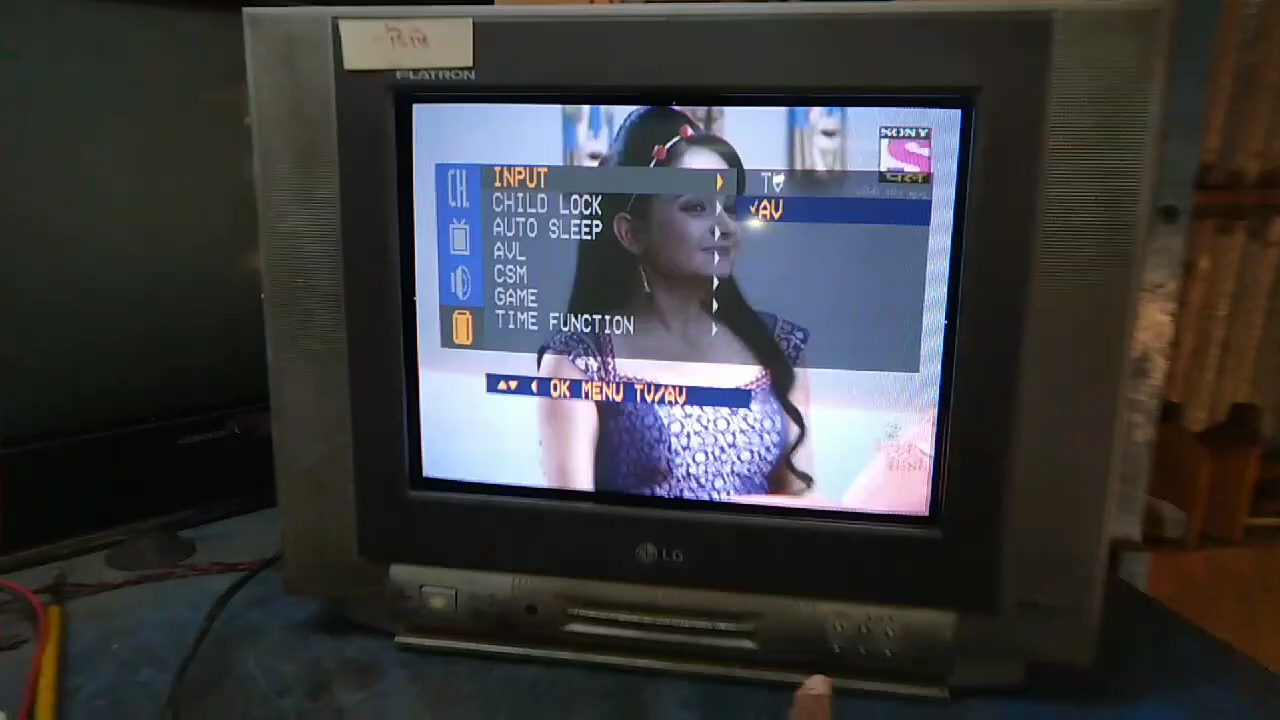 FLATRON
SONY
पल
INPUT
TV
CHILD LOCK
✓AV
AUTO SLEEP
AVL
CSM
GAME
TIME FUNCTION
CH.
OK MENU TV/AV
LG